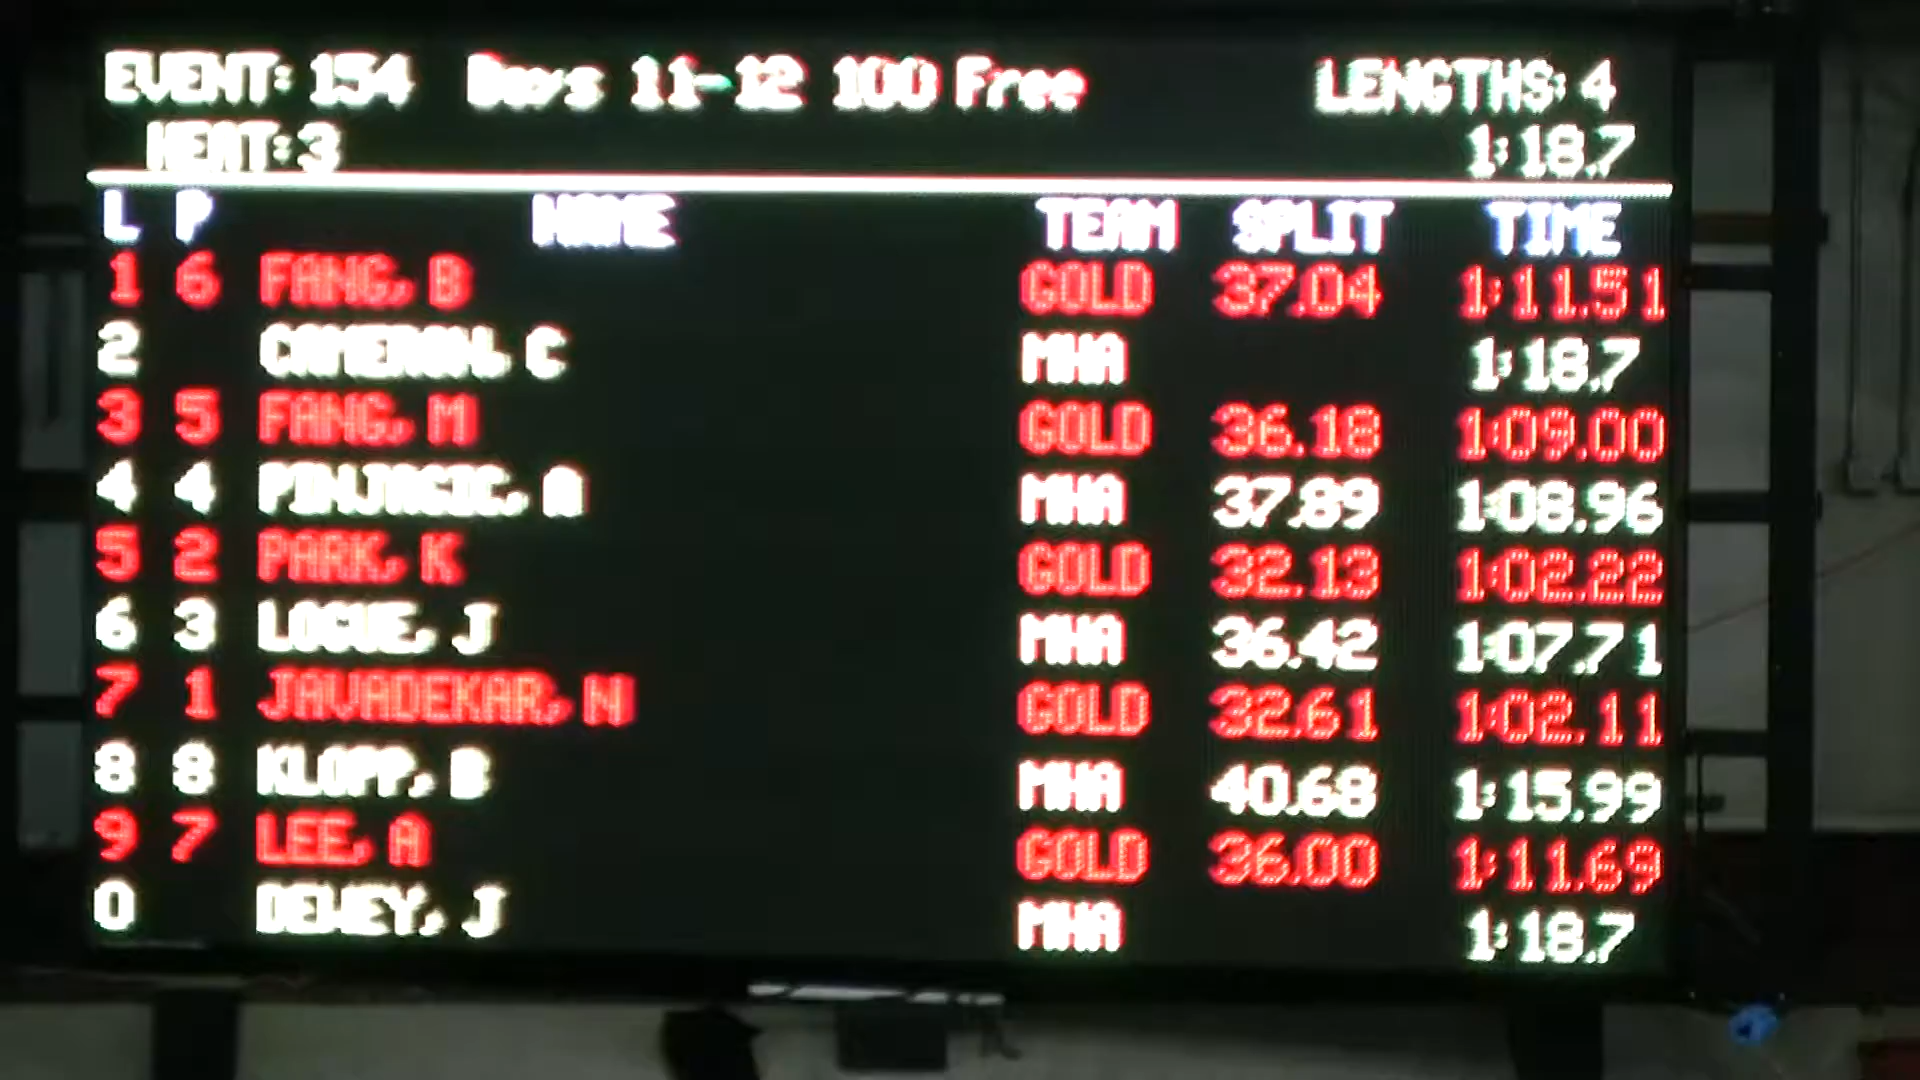 EVENT: 154 Boys 11-12 100 Free LENGTHS: 4
HEAT: 3 1:18.7
L P NAME TEAM SPLIT TIME
1 6 FANG, B GOLD 37.04 1:11.51
2 CAMERON, C MHA 1:18.7
3 5 FANG, M GOLD 36.18 1:09.00
4 4 A MHA 37.89 1:08.96
5 2 PARK, K GOLD 32.13 1:02.22
6 3 LOGUE, J MHA 36.42 1:07.71
7 1 JAVADEKAR, N GOLD 32.61 1:02.11
8 8 KLOPP, B MHA 40.68 1:15.99
9 7 LEE, A GOLD 36.00 1:11.69
0 DEWEY, J MHA 1:18.7